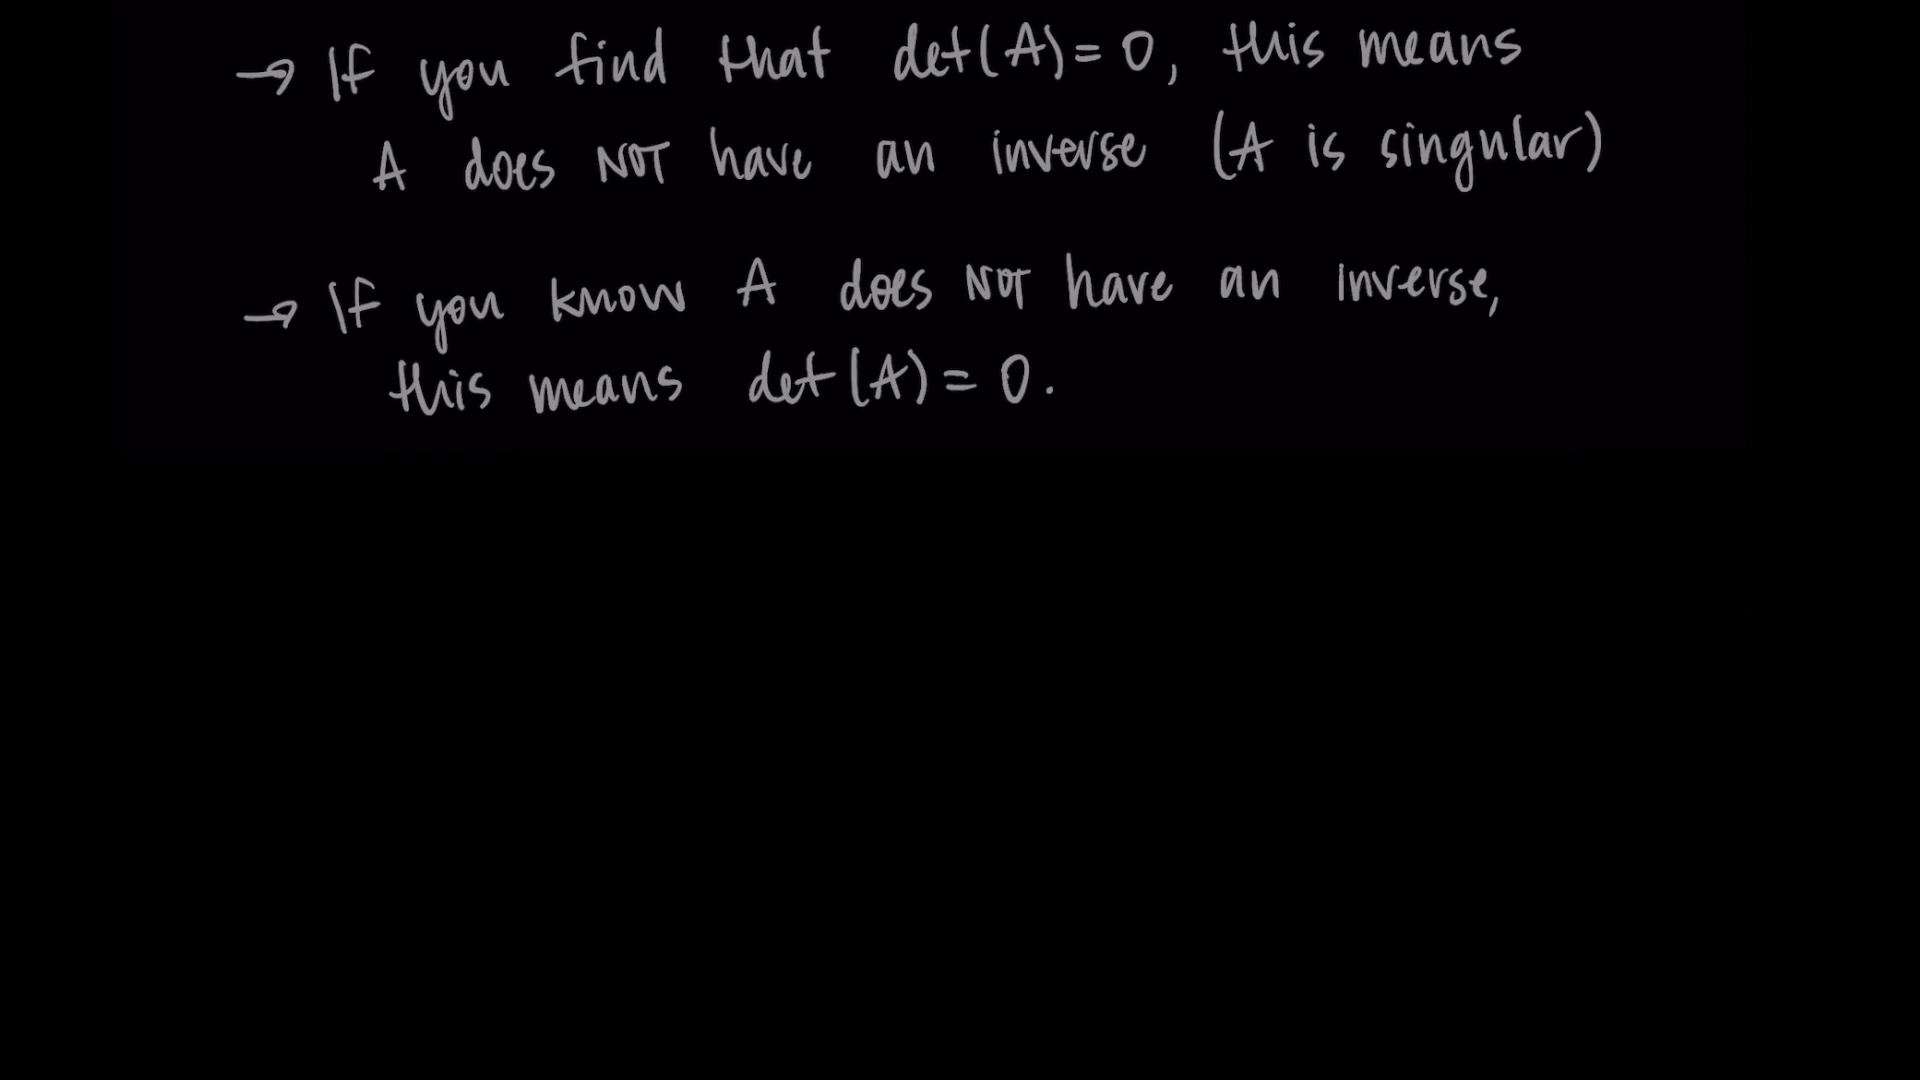 → If you find that det(A) = 0, this means
A does NOT have an inverse (A is singular)
→ If you know A does NOT have an inverse,
this means det(A) = 0.